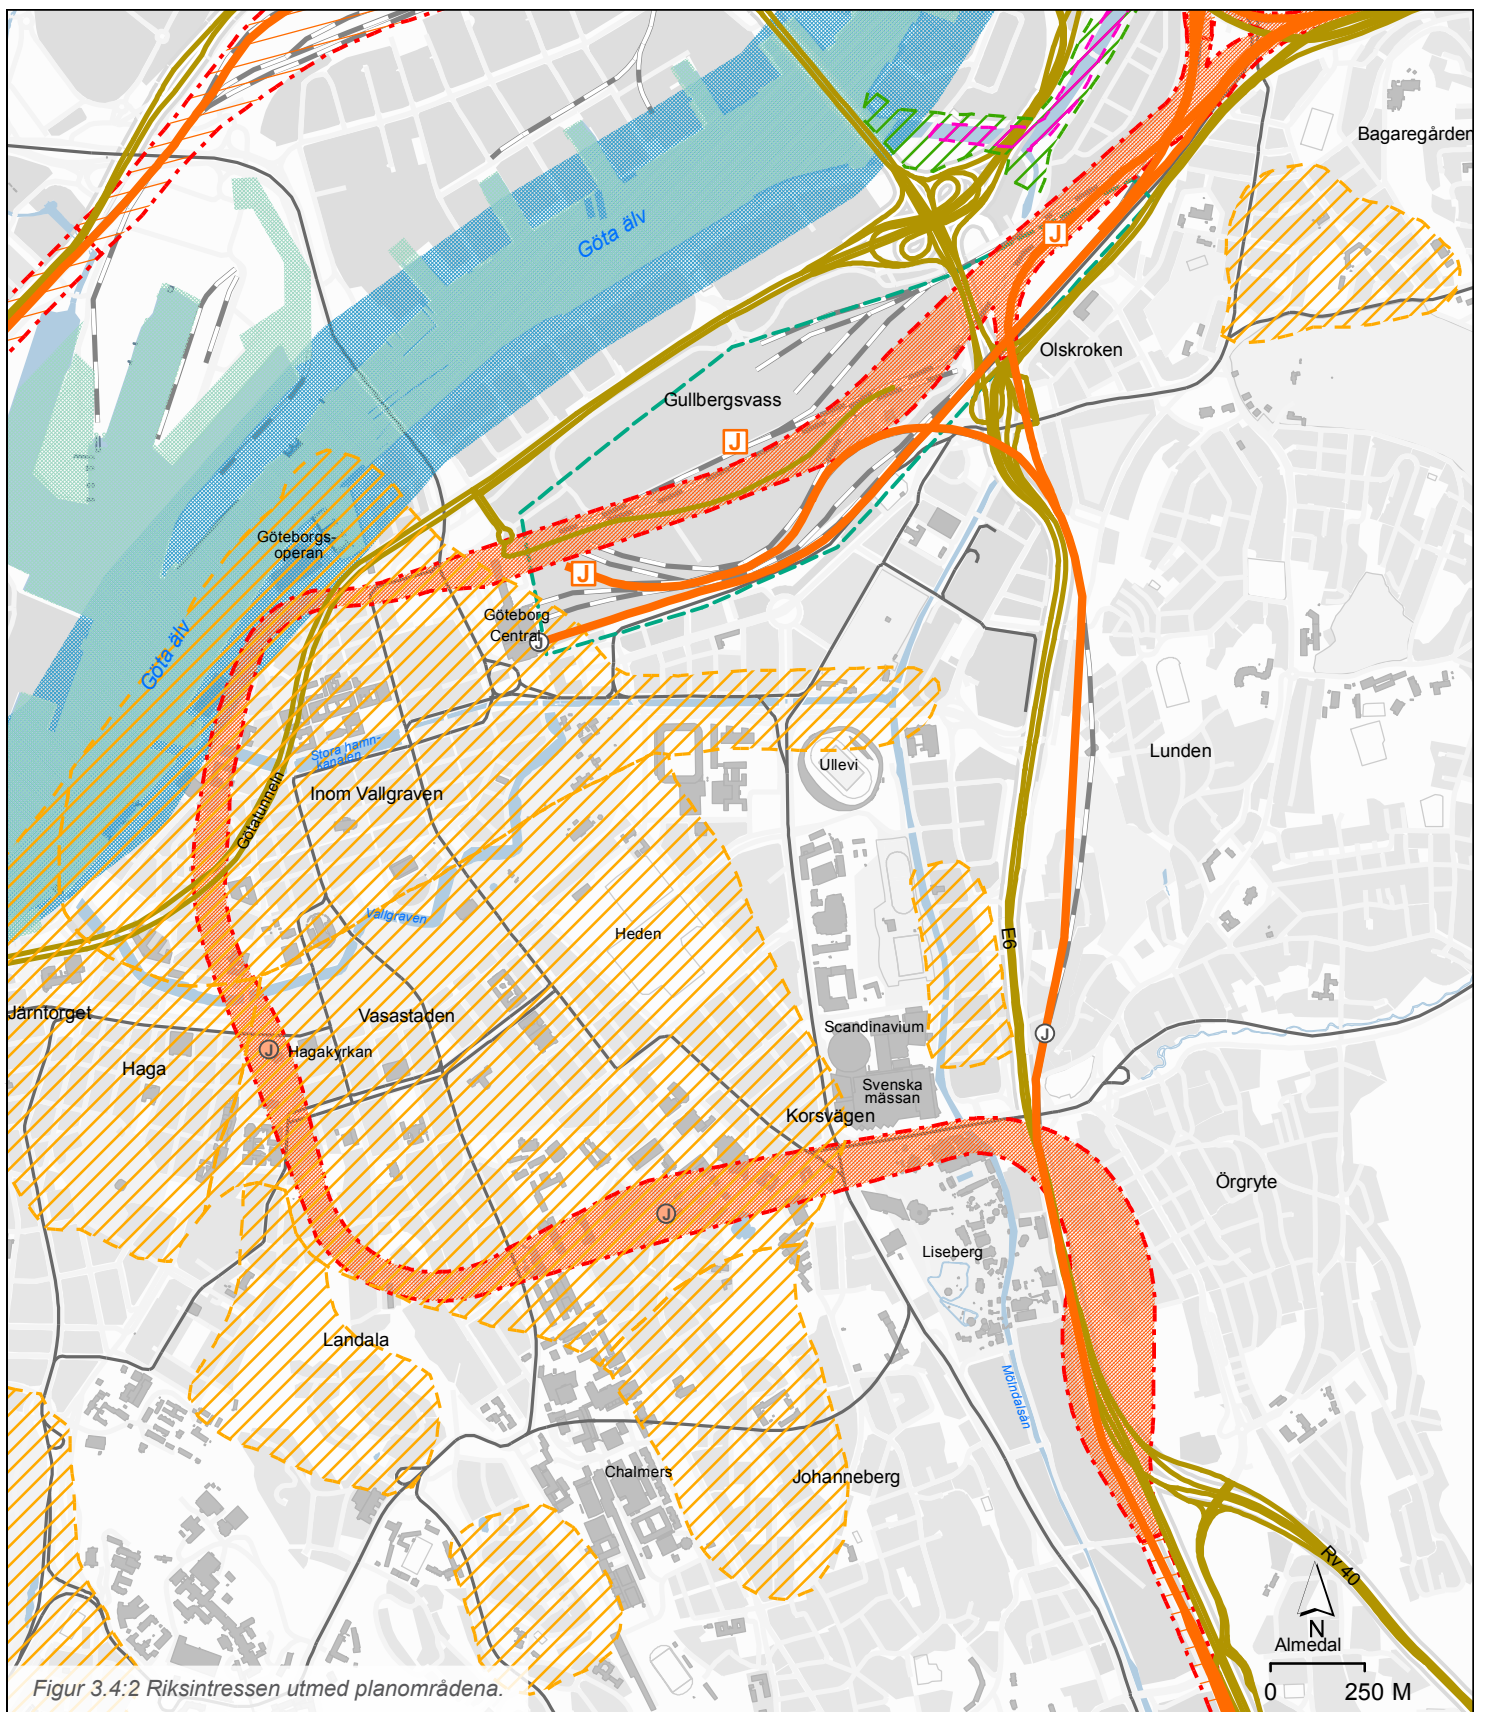 Bagaregården
Göta älv
J
Olskroken
Gullbergsvass
J
Göteborgs-
operan
J
Göteborg
Central
J
Göta älv
Stora hamn-
kanalen
Ullevi
Lunden
Inom Vallgraven
Götatunneln
Vallgraven
Heden
E6
Järntorget
Vasastaden
Scandinavium
J
Hagakyrkan
J
Haga
Svenska
mässan
Korsvägen
Örgryte
J
Liseberg
Landala
Mölndalsån
Chalmers
Johanneberg
Rv 40
N
Almedal
0 250 M
Figur 3.4:2 Riksintressen utmed planområdena.